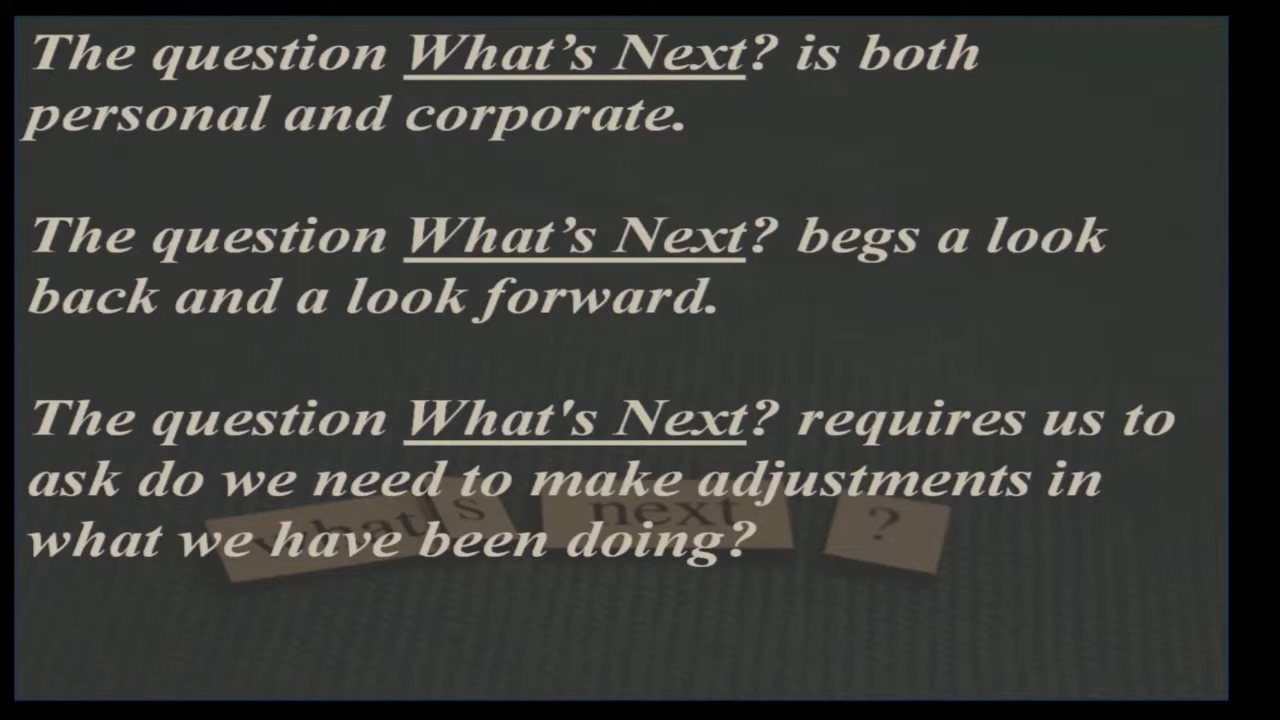 The question What’s Next? is both
personal and corporate.
The question What’s Next? begs a look
back and a look forward.
The question What's Next? requires us to
ask do we need to make adjustments in
what we have been doing?
what's next ?